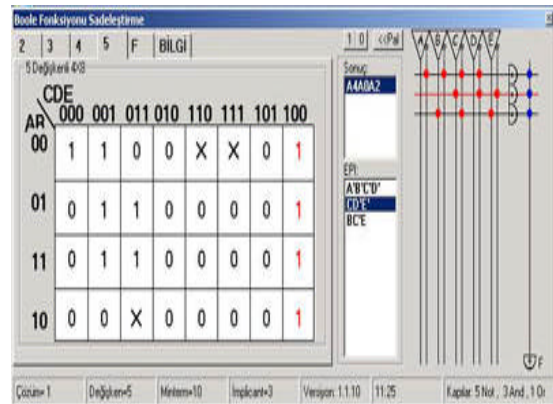 Boole Fonksiyonu Sadeleştirme
2 3 4 5 F BİLGİ
1 0 <<Pal
A B C D E
5 Değişkenli 4X8
CDE
AB
000 001 011 010 110 111 101 100
00 1 1 0 0 X X 0 1
01 0 1 1 0 0 0 0 1
11 0 1 1 0 0 0 0 1
10 0 0 X 0 0 0 0 1
Sonuç:
A4A0A2
EPI:
A'B'C'D'
CD'E'
BC'E
F
Çözüm=1 Değişken=5 Minterm=10 Implicant=3 Versiyon: 1.1.10 11:25 Kapılar: 5 Not , 3 And , 1 Or